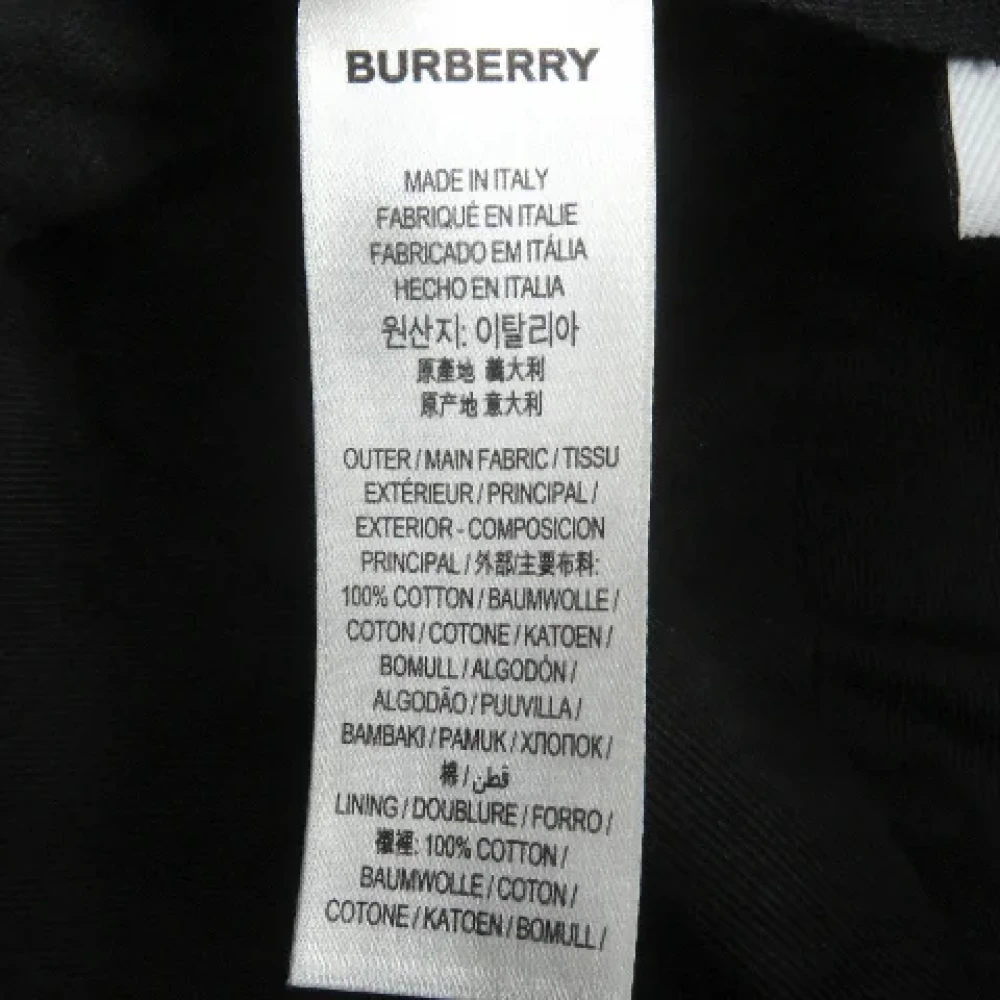 BURBERRY
MADE IN ITALY
FABRIQUÉ EN ITALIE
FABRICADO EM ITÁLIA
HECHO EN ITALIA
원산지: 이탈리아
原產地 義大利
原产地 意大利
OUTER / MAIN FABRIC / TISSU
EXTÉRIEUR / PRINCIPAL /
EXTERIOR - COMPOSICION
PRINCIPAL / 外部/主要布料:
100% COTTON / BAUMWOLLE /
COTON / COTONE / KATOEN /
BOMULL / ALGODÓN /
ALGODÃO / PUUVILLA /
BAMBAKI / PAMUK / ХЛОПОК /
棉 / قطن
LINING / DOUBLURE / FORRO /
襯裡: 100% COTTON /
BAUMWOLLE / COTON /
COTONE / KATOEN / BOMULL /